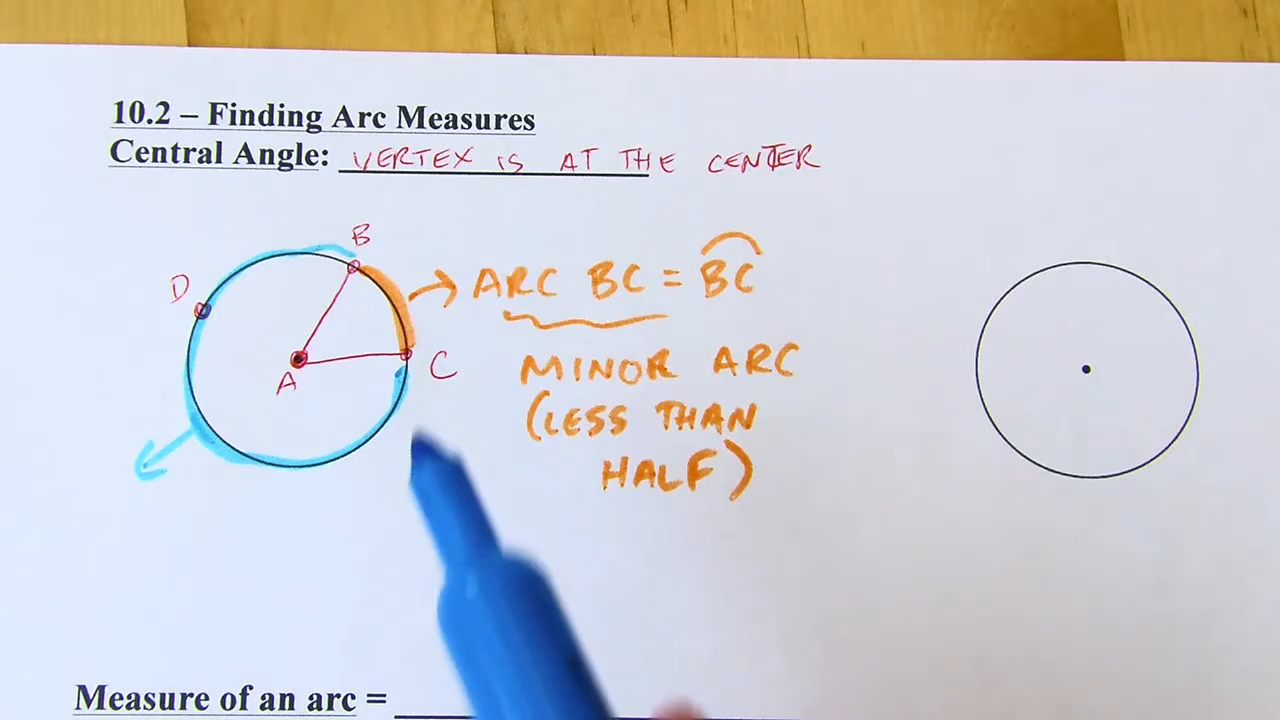 10.2 – Finding Arc Measures
Central Angle: VERTEX IS AT THE CENTER
B
D
A
C
→ ARC BC = BC
MINOR ARC
(LESS THAN
HALF)
Measure of an arc =